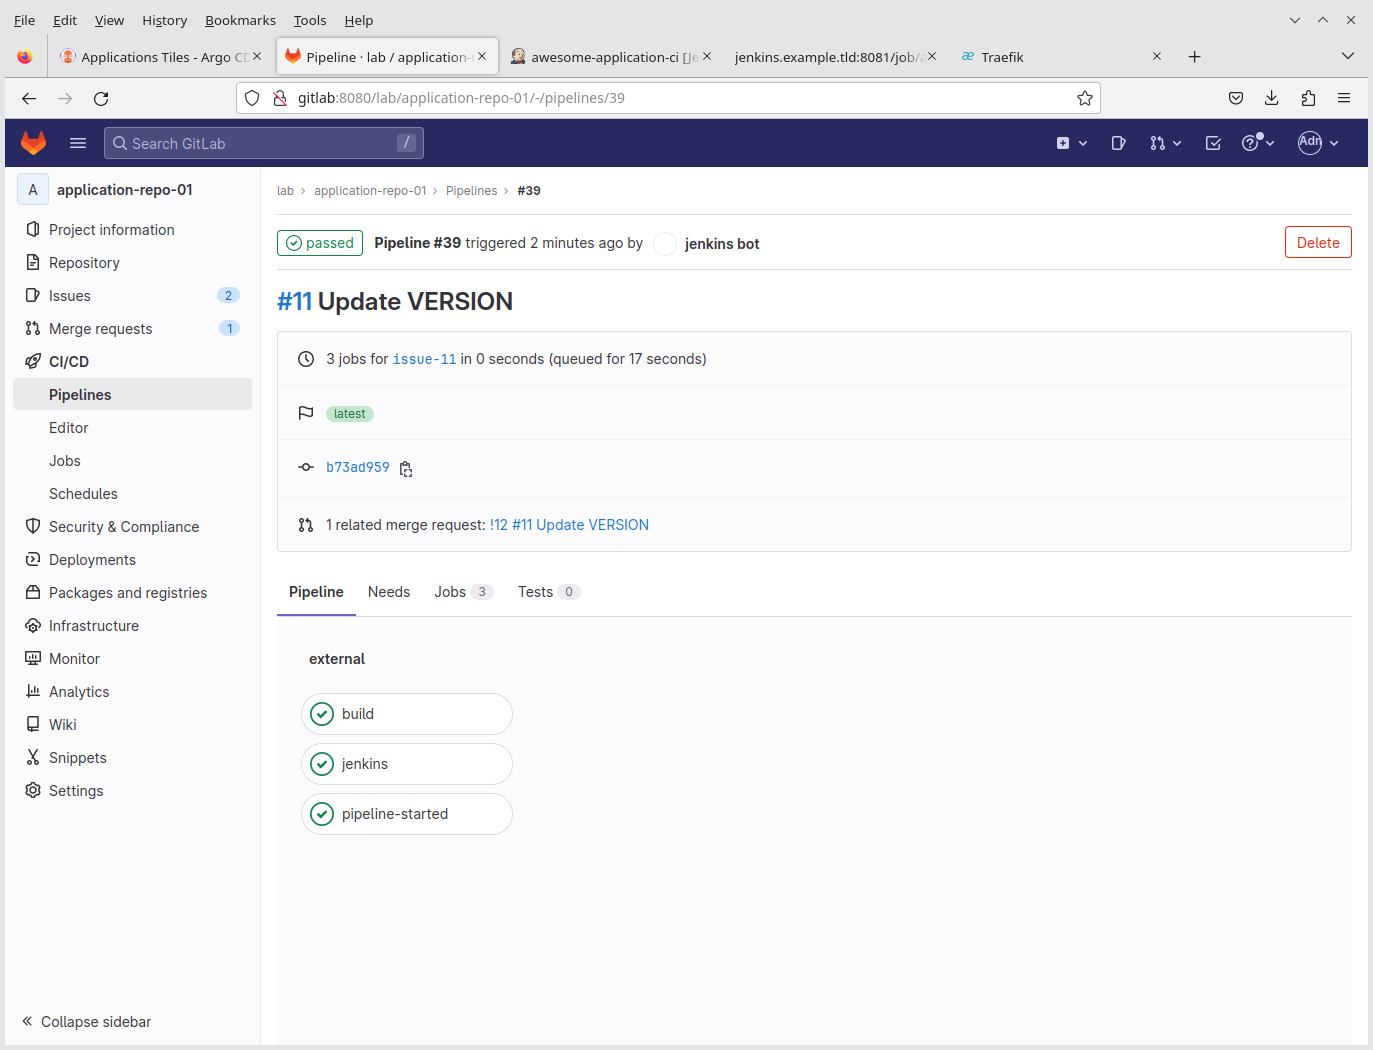 File Edit View History Bookmarks Tools Help
Applications Tiles - Argo CD
Pipeline · lab / application-r
awesome-application-ci [Je
jenkins.example.tld:8081/job/a
Traefik
gitlab:8080/lab/application-repo-01/-/pipelines/39
Search GitLab /
Adn
A application-repo-01
Project information
Repository
Issues 2
Merge requests 1
CI/CD
Pipelines
Editor
Jobs
Schedules
Security & Compliance
Deployments
Packages and registries
Infrastructure
Monitor
Analytics
Wiki
Snippets
Settings
Collapse sidebar
lab › application-repo-01 › Pipelines › #39
passed Pipeline #39 triggered 2 minutes ago by jenkins bot Delete
#11 Update VERSION
3 jobs for issue-11 in 0 seconds (queued for 17 seconds)
latest
b73ad959
1 related merge request: !12 #11 Update VERSION
Pipeline Needs Jobs 3 Tests 0
external
build
jenkins
pipeline-started